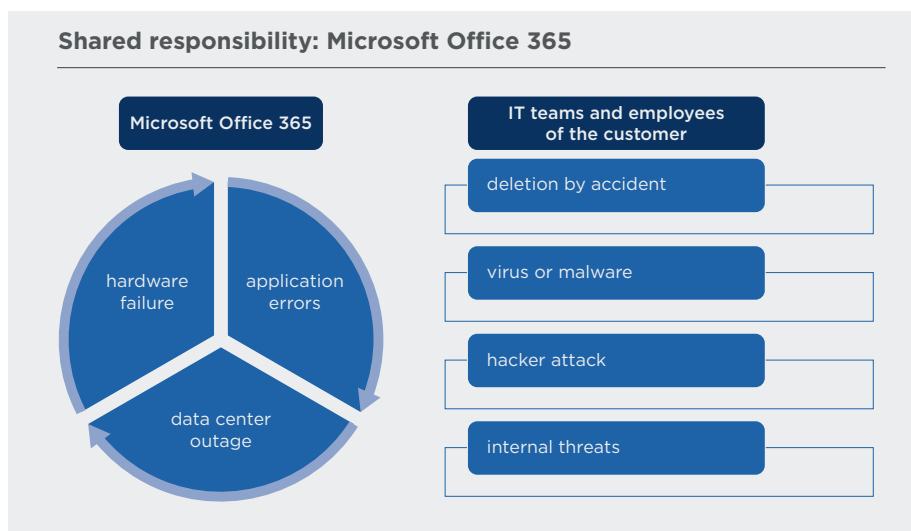 Shared responsibility: Microsoft Office 365
Microsoft Office 365
hardware
failure
application
errors
data center
outage
IT teams and employees
of the customer
deletion by accident
virus or malware
hacker attack
internal threats